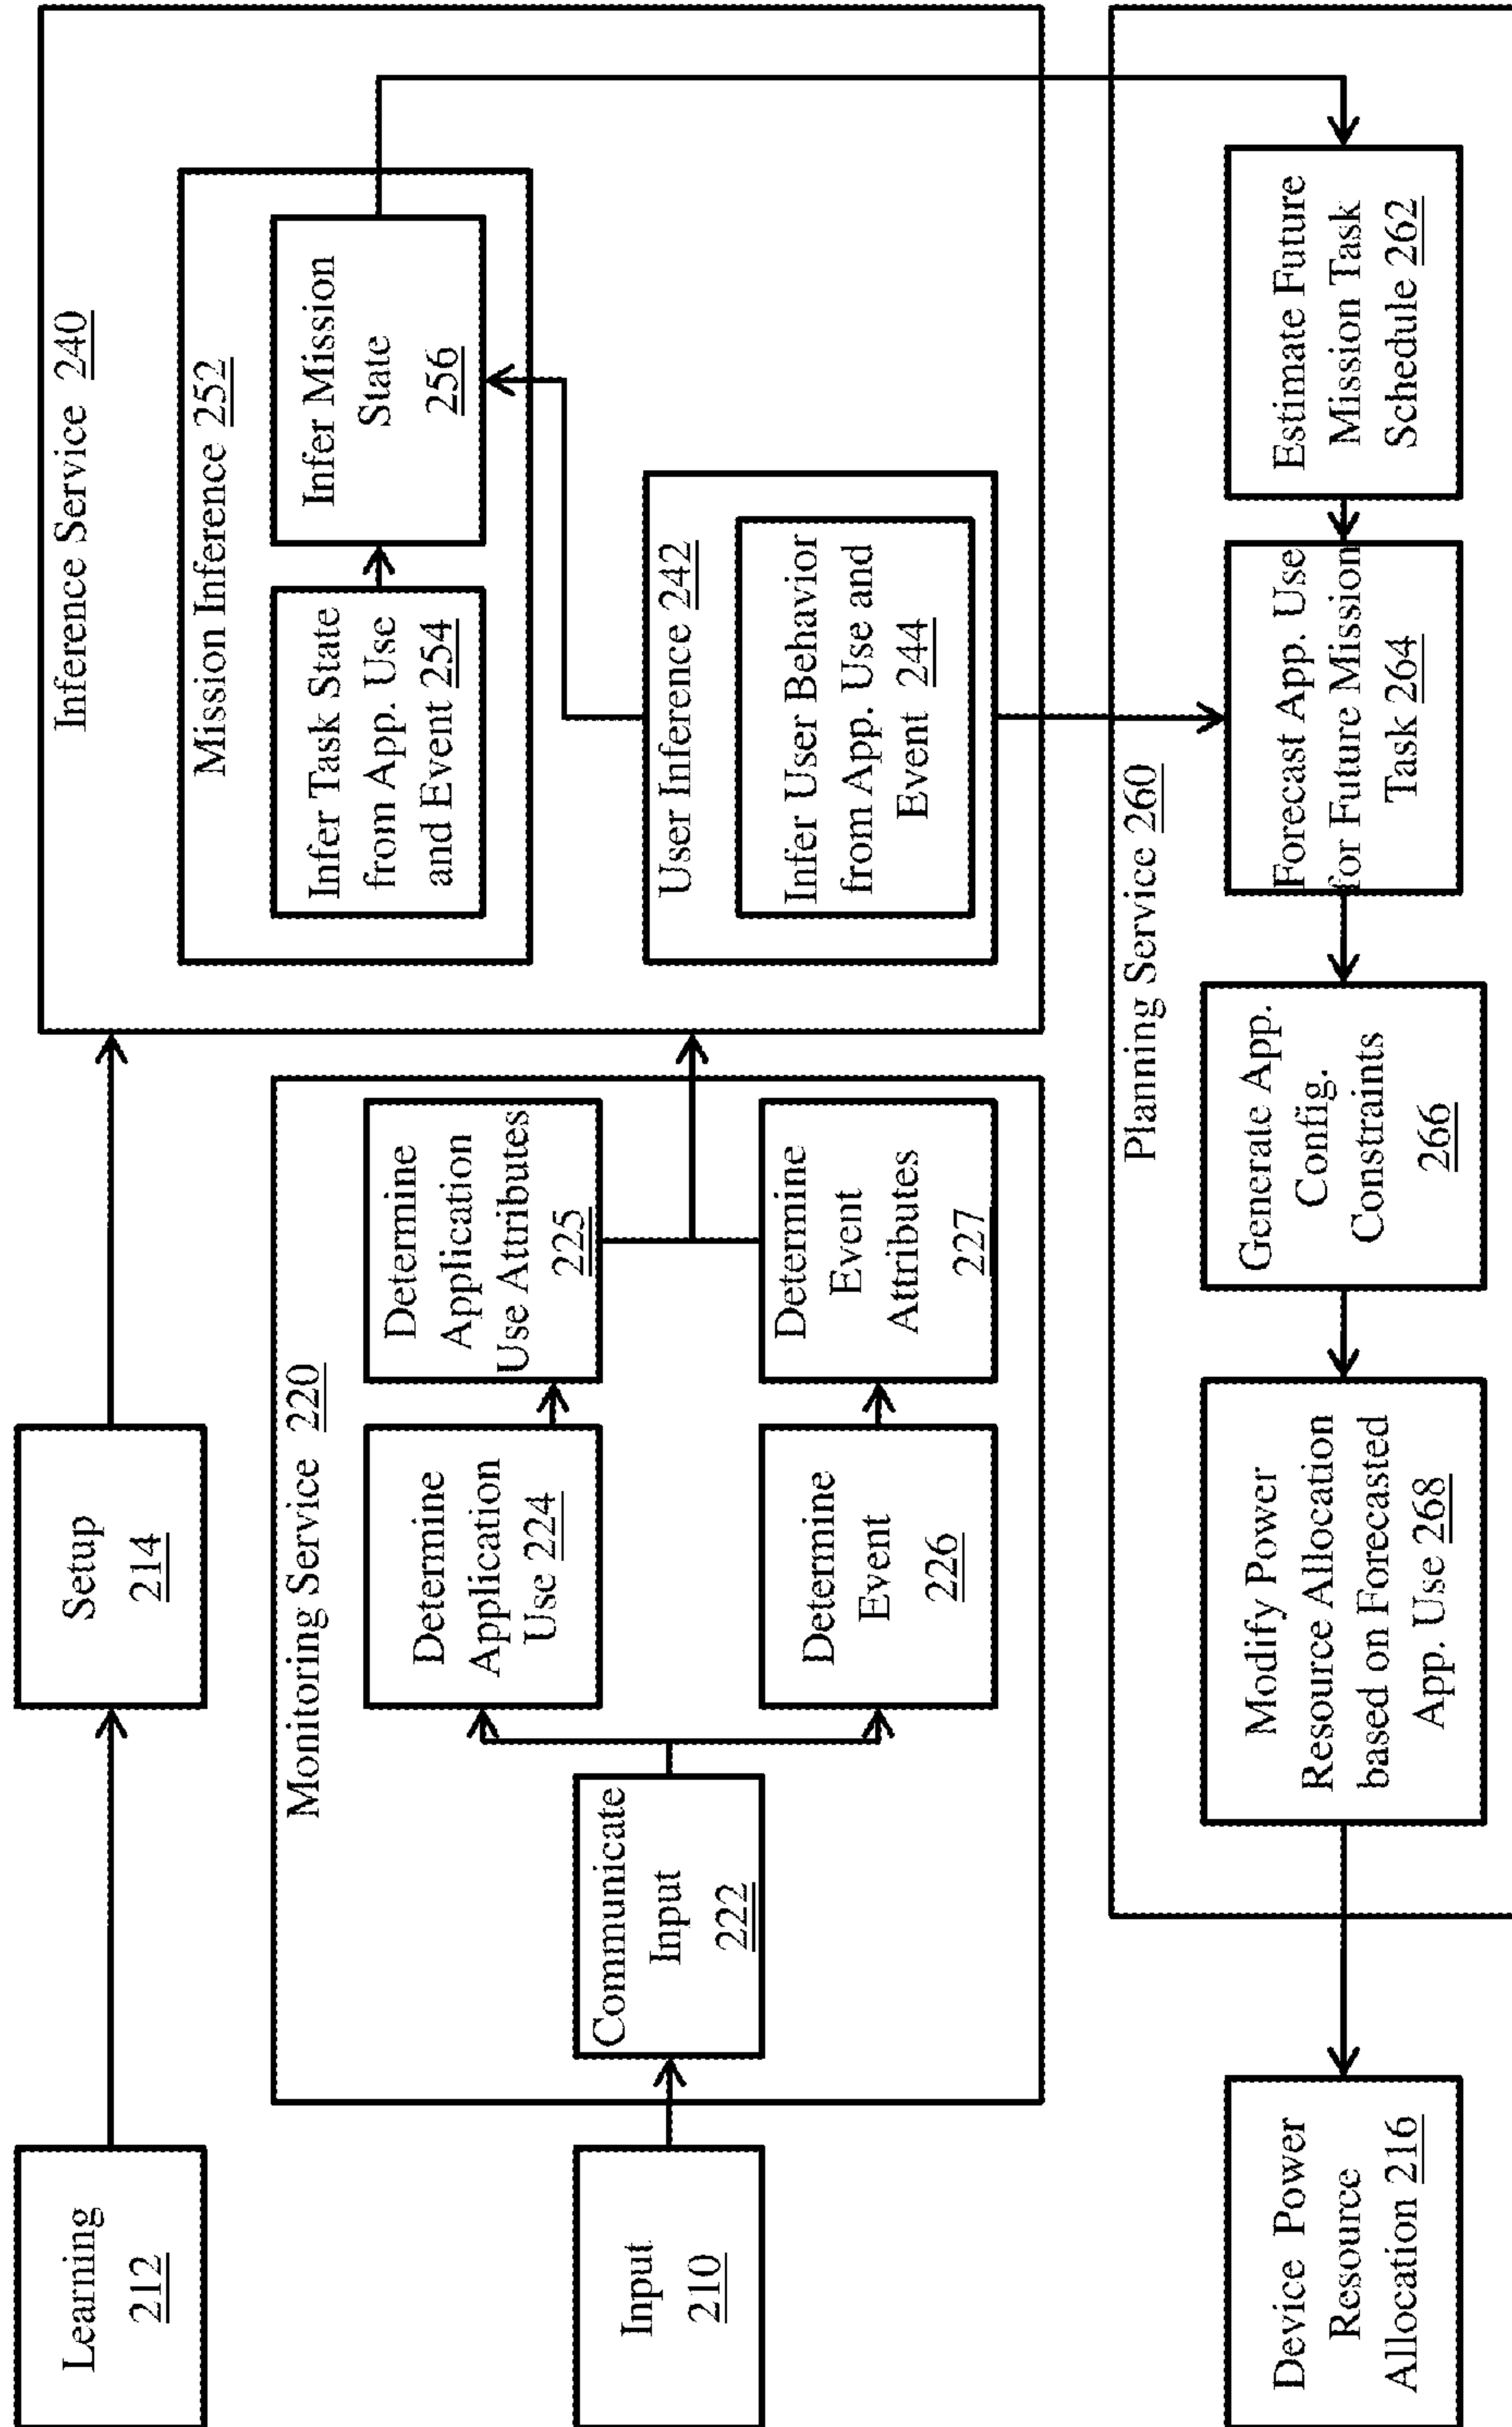 Learning
212
Setup
214
Input
210
Monitoring Service 220
Communicate
Input
222
Determine
Application
Use 224
Determine
Application
Use Attributes
225
Determine
Event
226
Determine
Event
Attributes
227
Inference Service 240
Mission Inference 252
Infer Task State
from App. Use
and Event 254
Infer Mission
State
256
User Inference 242
Infer User Behavior
from App. Use and
Event 244
Planning Service 260
Estimate Future
Mission Task
Schedule 262
Forecast App. Use
for Future Mission
Task 264
Generate App.
Config.
Constraints
266
Modify Power
Resource Allocation
based on Forecasted
App. Use 268
Device Power
Resource
Allocation 216